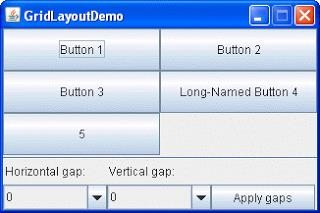 GridLayoutDemo
Button 1
Button 2
Button 3
Long-Named Button 4
5
Horizontal gap:
Vertical gap:
0
0
Apply gaps